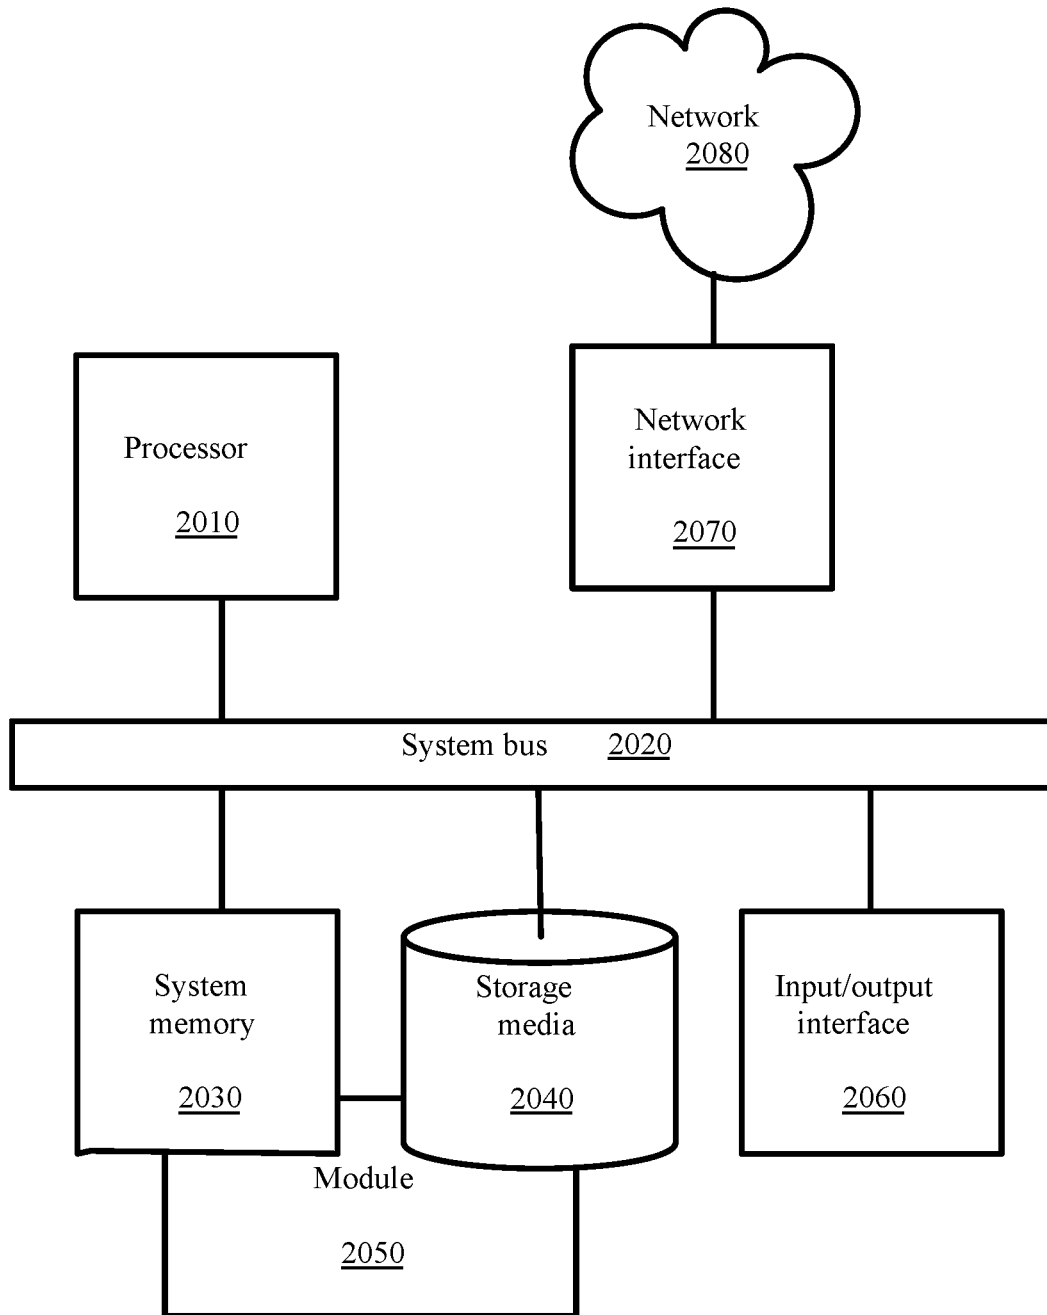 Network
2080
Processor
2010
Network
interface
2070
System bus 2020
System
memory
2030
Storage
media
2040
Input/output
interface
2060
Module
2050